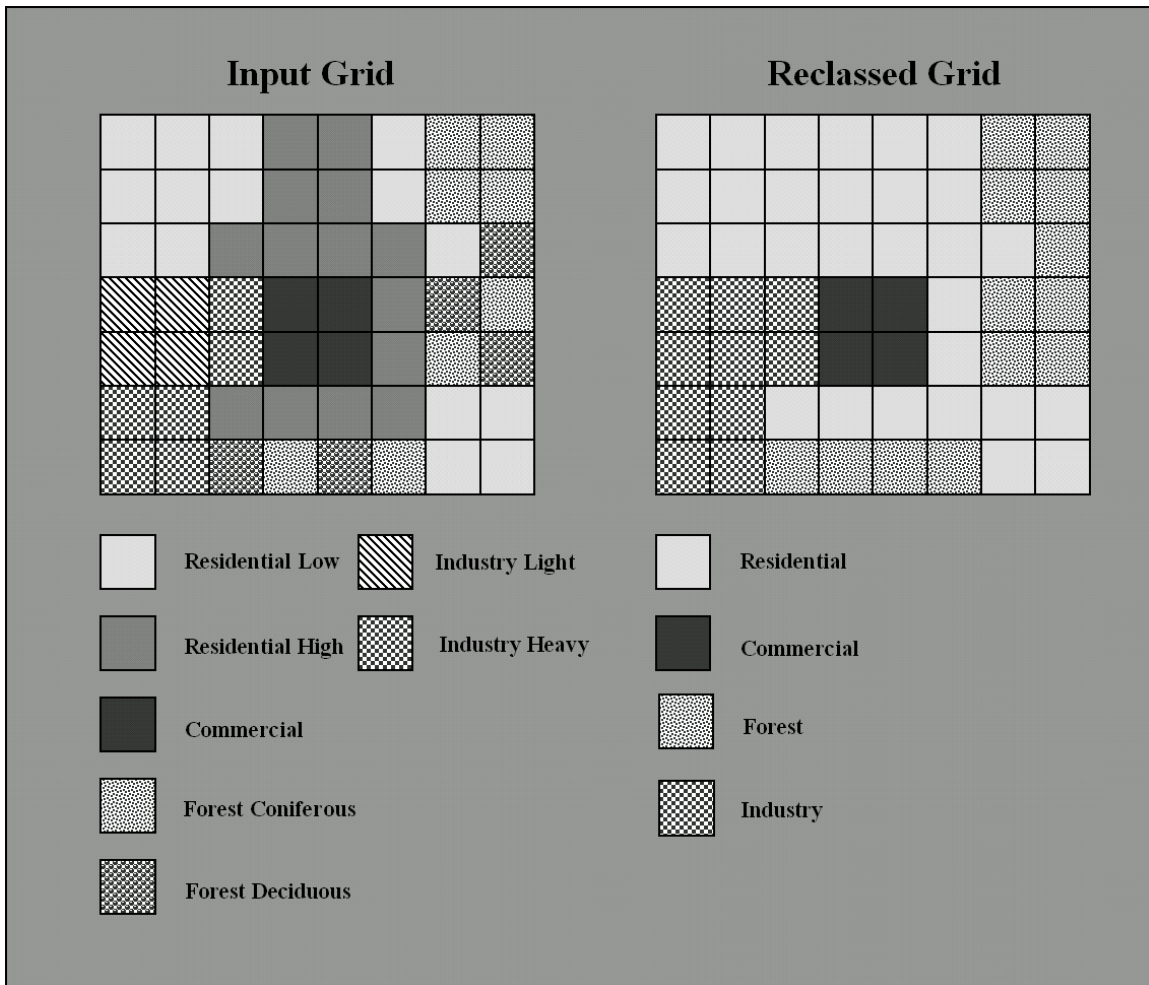 Input Grid
Reclassed Grid
Residential Low
Industry Light
Residential
Residential High
Industry Heavy
Commercial
Commercial
Forest
Forest Coniferous
Industry
Forest Deciduous